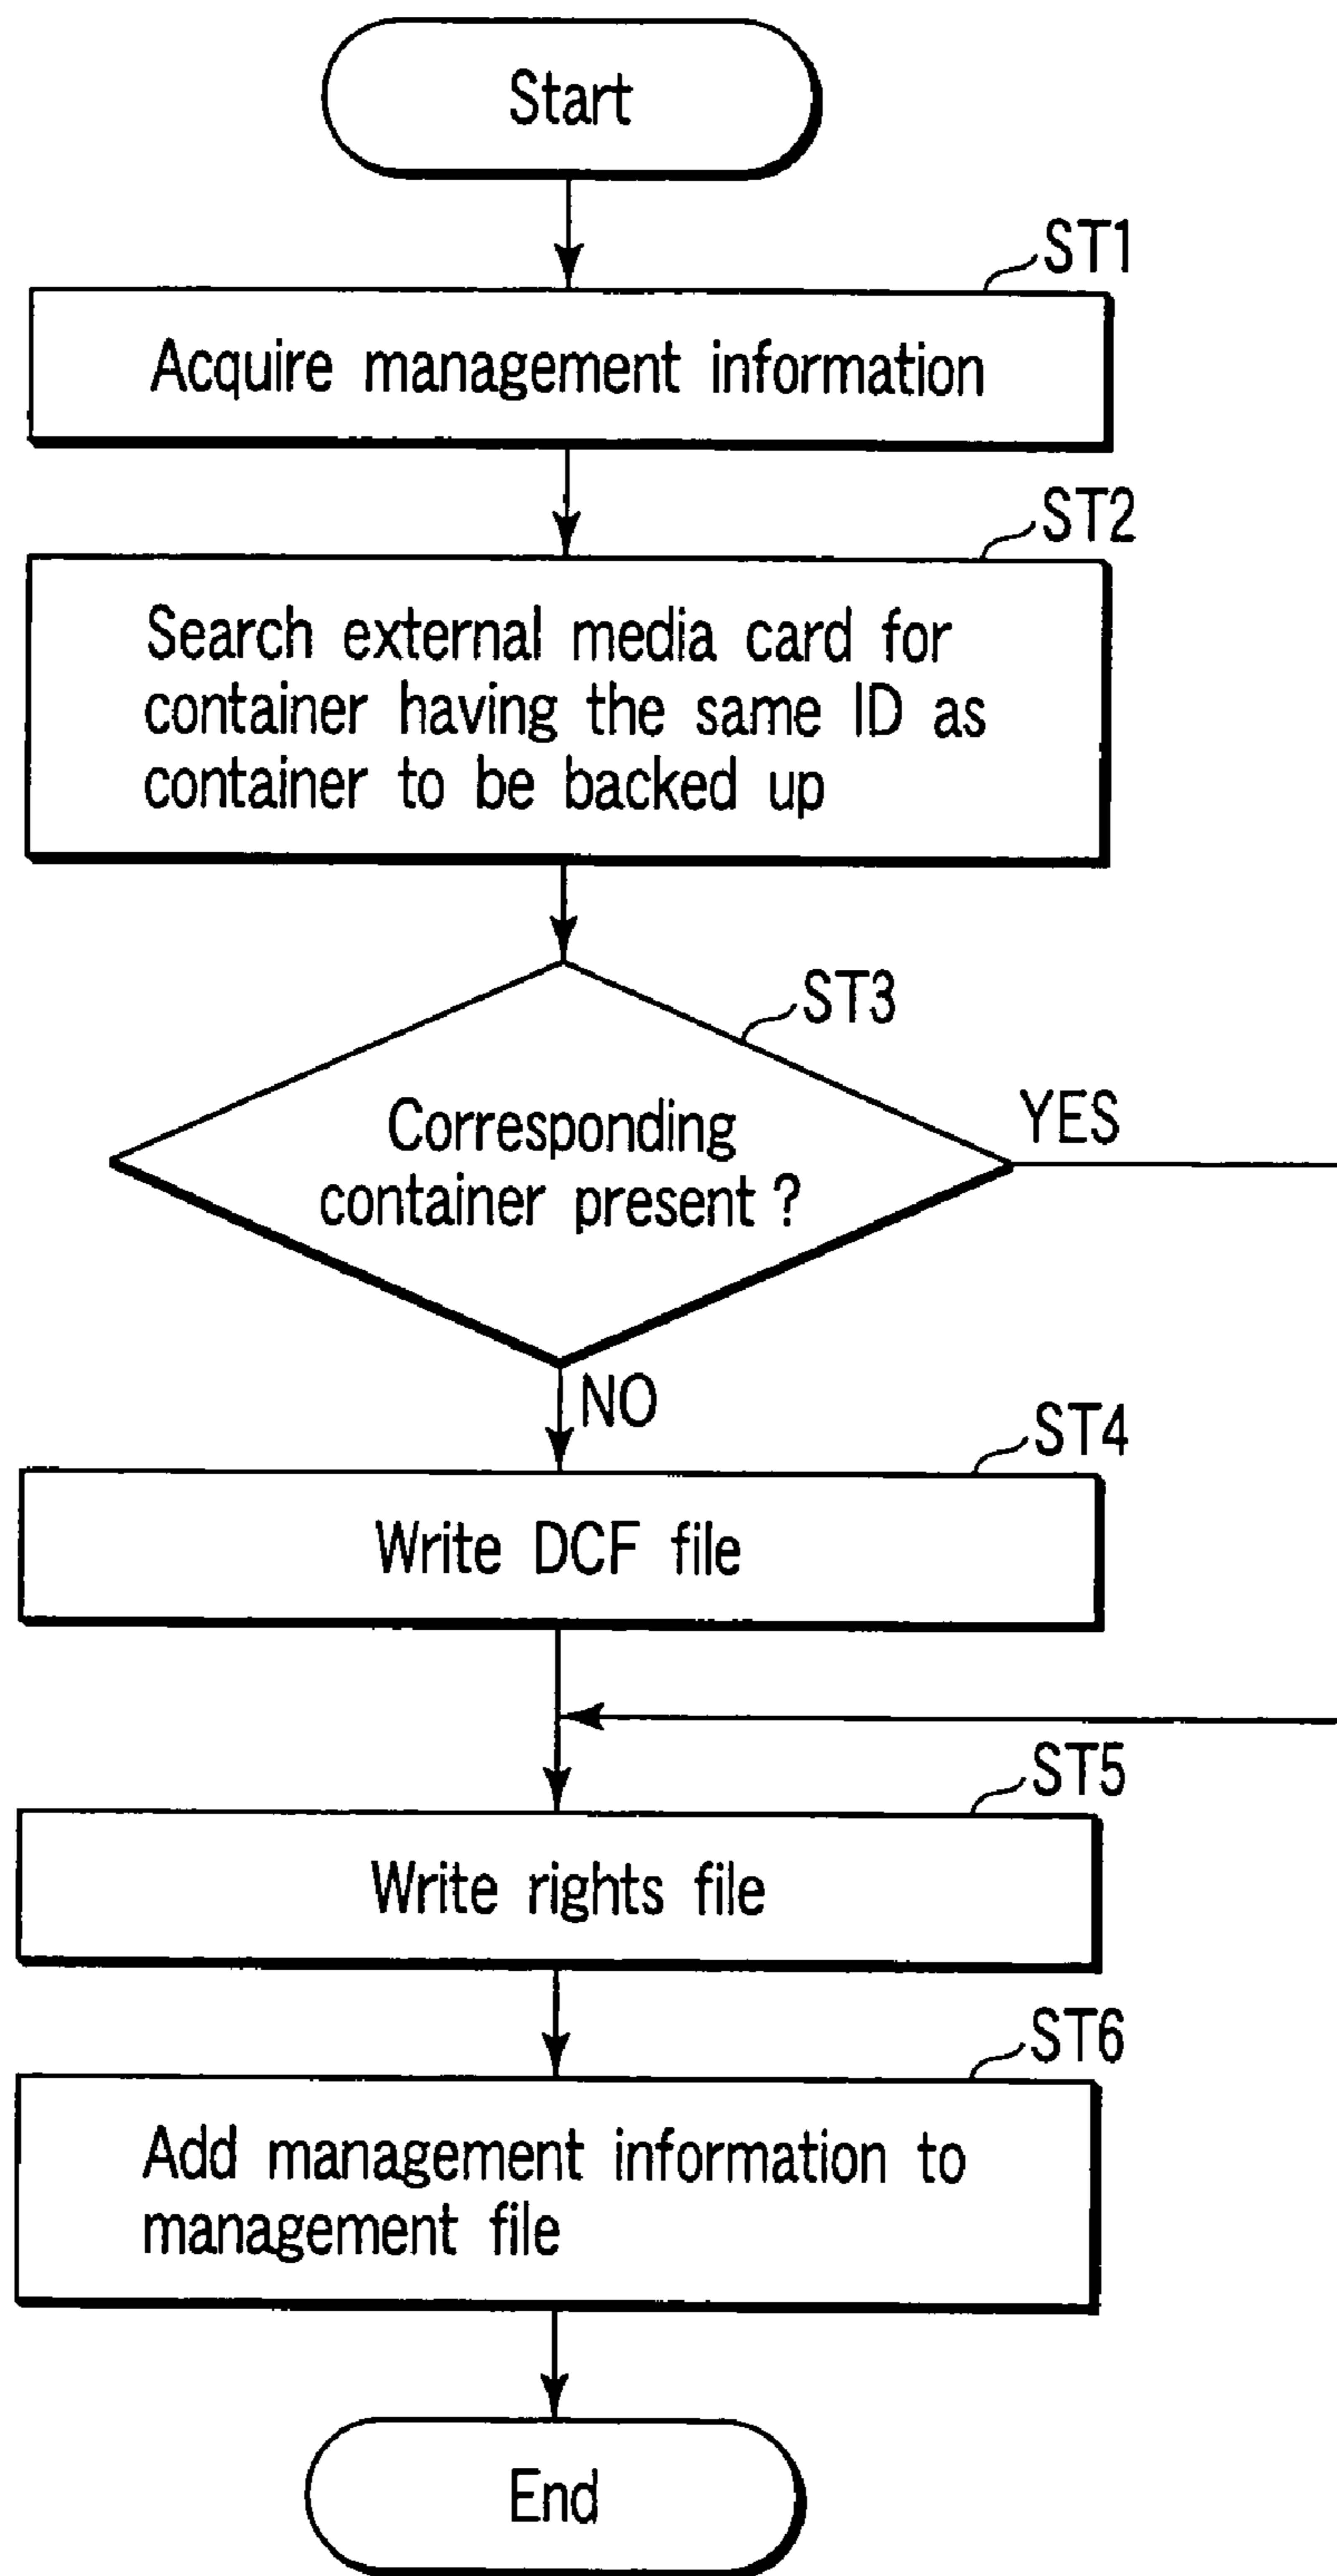 Start
ST1
Acquire management information
ST2
Search external media card for
container having the same ID as
container to be backed up
ST3
Corresponding
container present ?
YES
NO
ST4
Write DCF file
ST5
Write rights file
ST6
Add management information to
management file
End